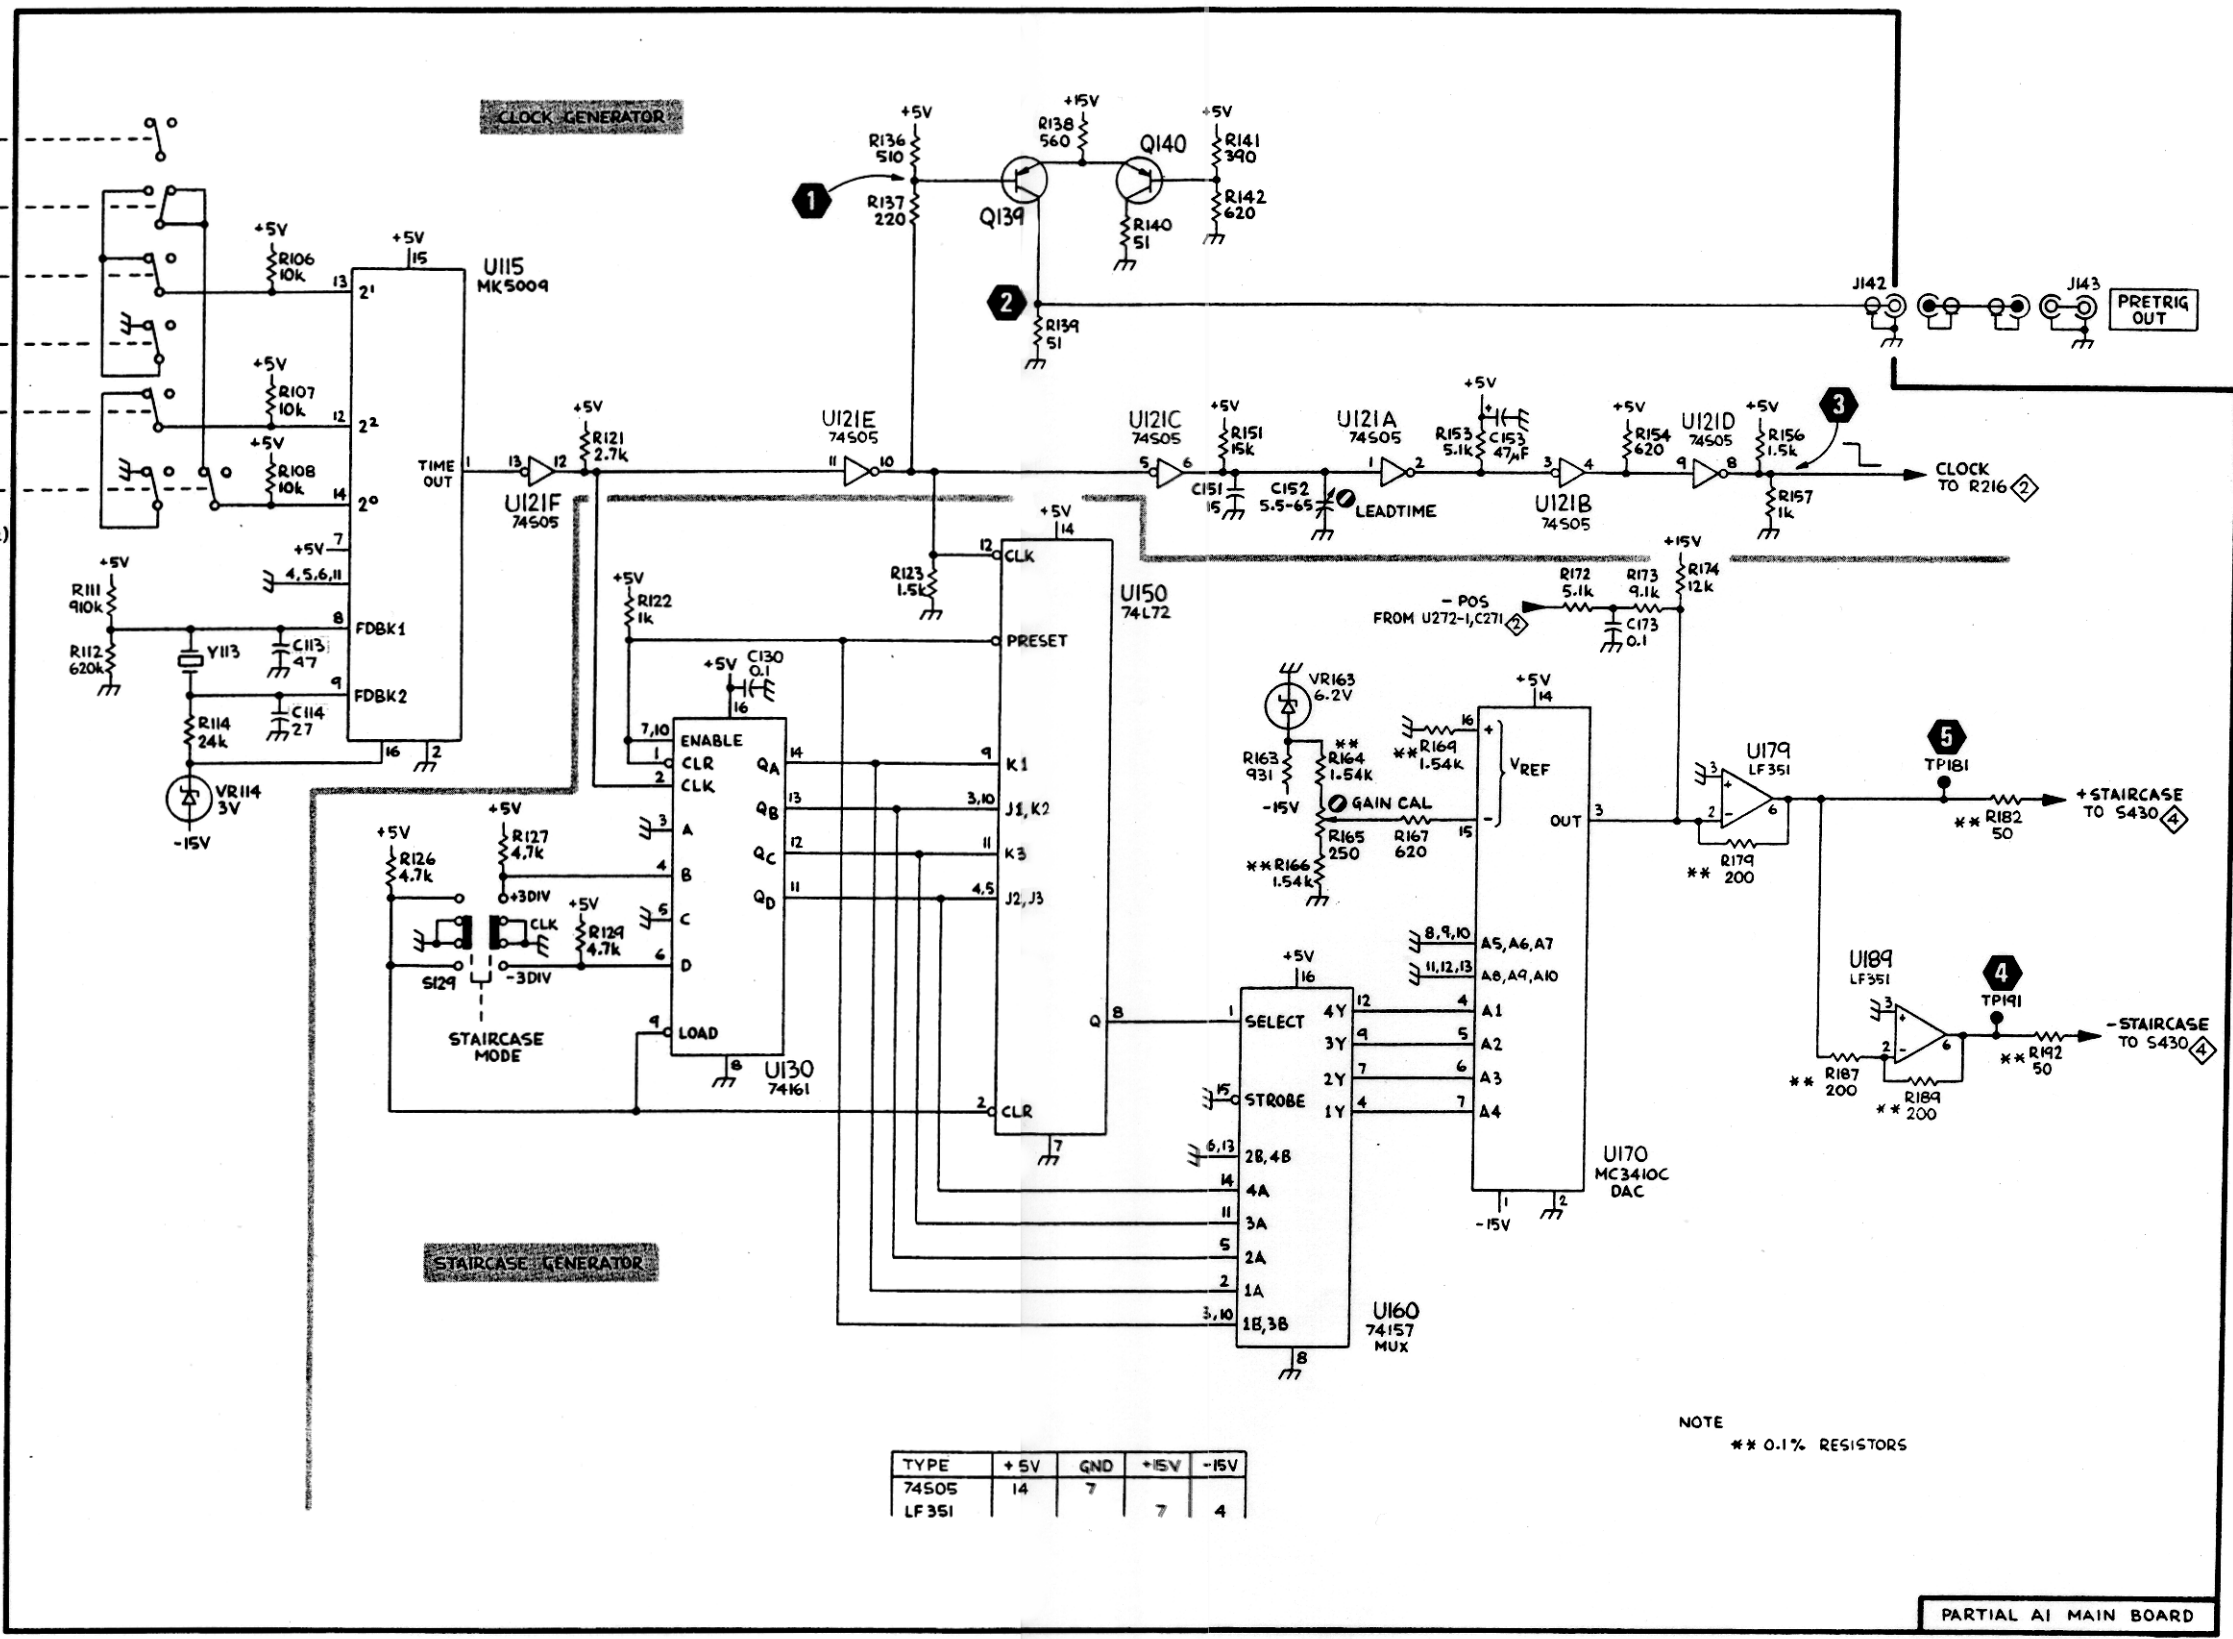 CLOCK GENERATOR
+5V
R136
510
R137
220
1
+15V
R138
560
Q139
Q140
R140
51
+5V
R141
390
R142
620
2
R139
51
J142
J143
PRETRIG
OUT
+5V
R106
10k
+5V
R107
10k
+5V
R108
10k
+5V
15
U115
MK5009
13
2¹
12
2²
14
2⁰
TIME
OUT
1
+5V
7
4,5,6,11
8
FDBK1
9
FDBK2
16
2
+5V
R111
910k
R112
620k
Y113
C113
47
C114
27
R114
24k
VR114
3V
-15V
13
12
U121F
74S05
+5V
R121
2.7k
U121E
74S05
11
10
U121C
74S05
5
6
+5V
R151
15k
C151
15
C152
5.5-65
LEADTIME
U121A
74S05
1
2
+5V
R153
5.1k
+
C153
47µF
3
4
U121B
74S05
+5V
R154
620
U121D
74S05
9
8
+5V
R156
1.5k
R157
1k
3
CLOCK
TO R216
2
R123
1.5k
+5V
R122
1k
+5V
C130
0.1
16
7,10
ENABLE
1
CLR
2
CLK
3
A
4
B
5
C
6
D
9
LOAD
14
QA
13
QB
12
QC
11
QD
8
U130
74161
+5V
R126
4.7k
+5V
R127
4.7k
+3DIV
CLK
+5V
R129
4.7k
-3DIV
S129
STAIRCASE
MODE
+5V
14
12
CLK
PRESET
U150
74L72
9
K1
3,10
J1,K2
11
K3
4,5
J2,J3
Q
8
2
CLR
7
+5V
16
1
SELECT
15
STROBE
6,13
2B,4B
14
4A
11
3A
5
2A
2
1A
3,10
1B,3B
4Y
12
3Y
9
2Y
7
1Y
4
8
U160
74157
MUX
VR163
6.2V
R163
931
-15V
**
R164
1.54k
GAIN CAL
R165
250
**R166
1.54k
R167
620
**R169
1.54k
+5V
14
16
+
VREF
15
-
OUT
3
8,9,10
A5,A6,A7
11,12,13
A8,A9,A10
4
A1
5
A2
6
A3
7
A4
1
-15V
2
U170
MC3410C
DAC
- POS
FROM U272-1,C271
2
R172
5.1k
R173
9.1k
C173
0.1
+15V
R174
12k
U179
LF351
3
+
2
-
6
R179
** 200
5
TP181
** R182
50
+STAIRCASE
TO S430
4
U189
LF351
3
+
2
-
6
** R187
200
R189
** 200
4
TP191
** R192
50
-STAIRCASE
TO S430
4
STAIRCASE GENERATOR
NOTE
** 0.1% RESISTORS
TYPE +5V GND +15V -15V
74S05 14 7
LF351 7 4
PARTIAL A1 MAIN BOARD